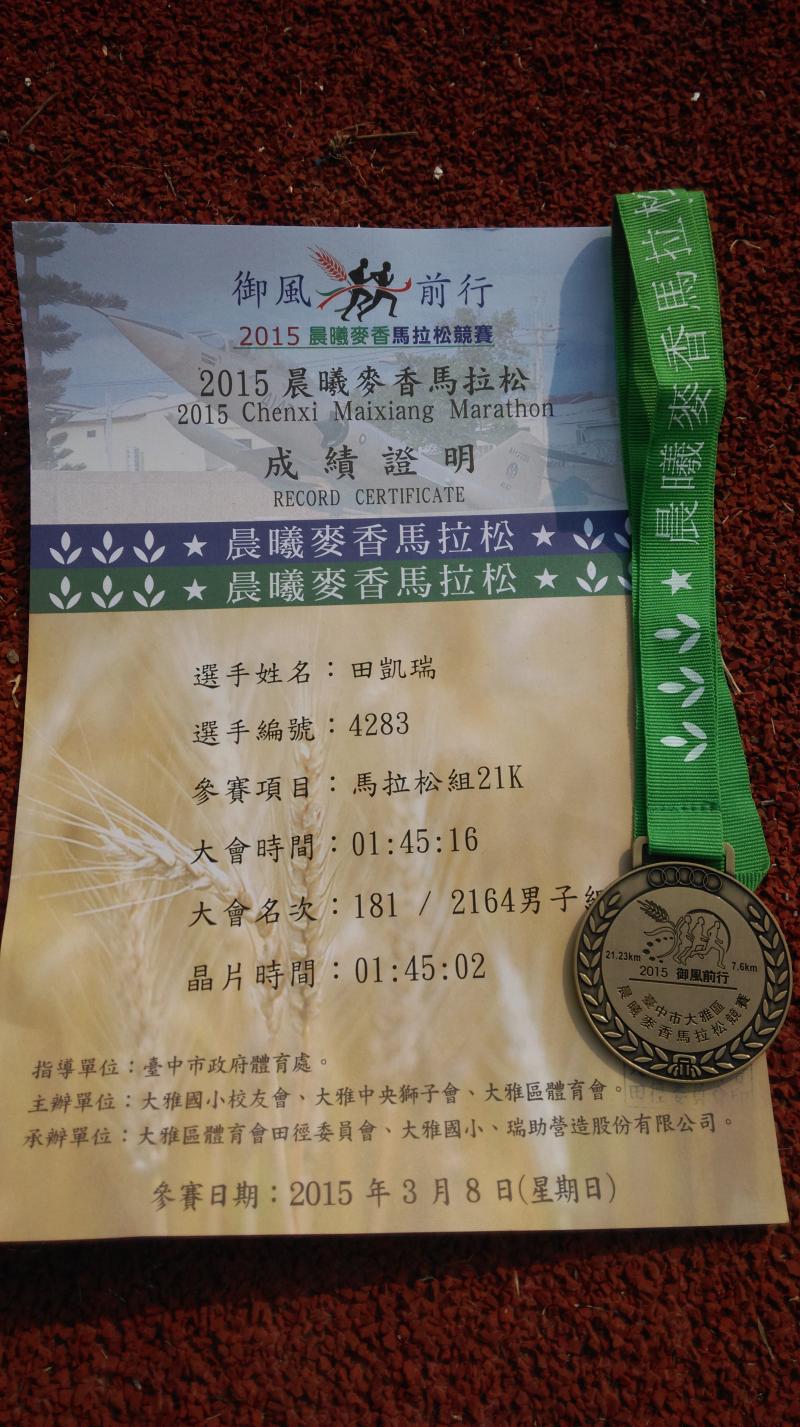 御風 前行
2015 晨曦麥香馬拉松競賽
2015 晨曦麥香馬拉松
2015 Chenxi Maixiang Marathon
成績證明
RECORD CERTIFICATE
晨曦麥香馬拉松
晨曦麥香馬拉松
選手姓名：田凱瑞
選手編號：4283
參賽項目：馬拉松組21K
大會時間：01:45:16
大會名次：181 / 2164男子組
晶片時間：01:45:02
指導單位：臺中市政府體育處。
主辦單位：大雅國小校友會、大雅中央獅子會、大雅區體育會。
承辦單位：大雅區體育會田徑委員會、大雅國小、瑞助營造股份有限公司。
參賽日期：2015 年 3 月 8 日(星期日)
晨曦麥香馬拉松
21.23km
7.6km
2015 御風前行
臺中市大雅區
晨曦麥香馬拉松競賽